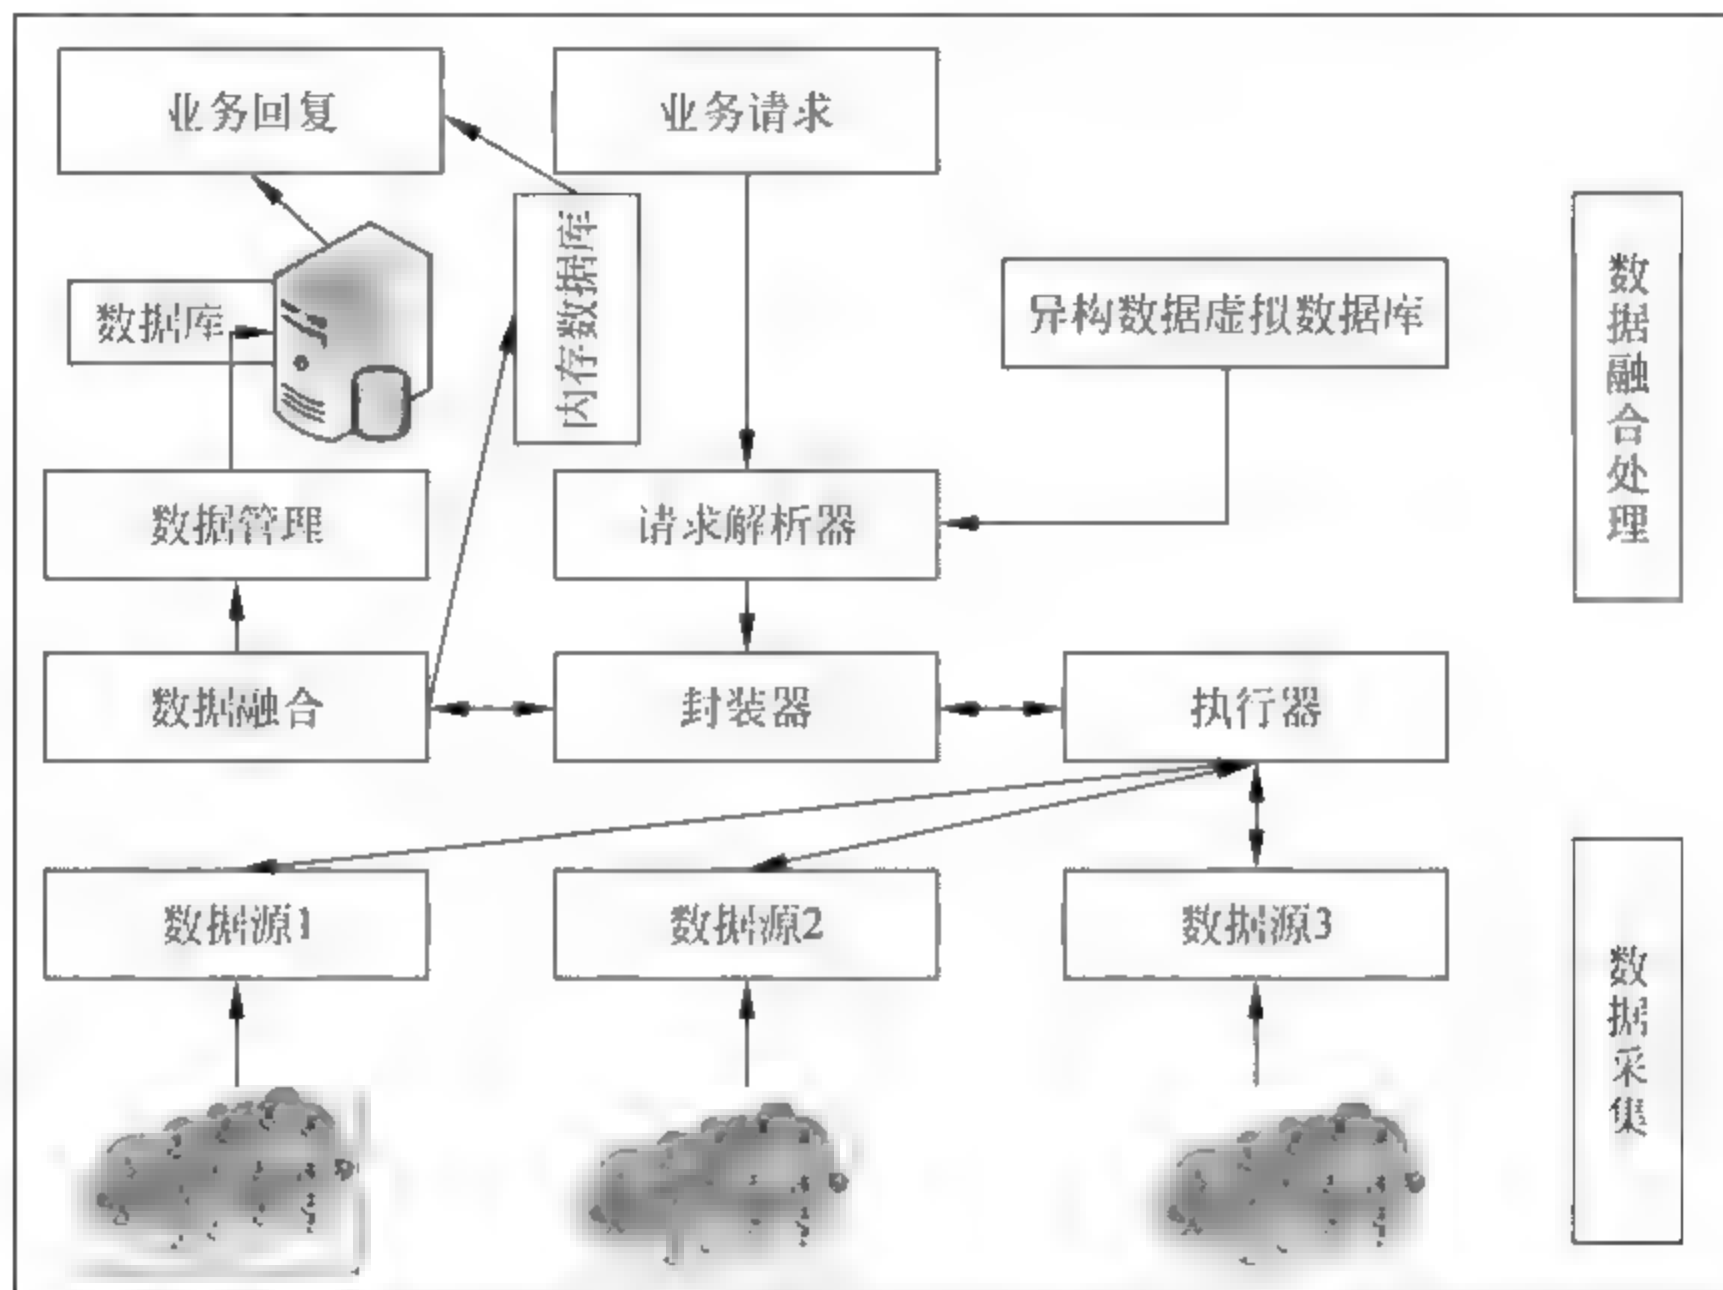 业务回复
业务请求
内存数据库
数据库
异构数据虚拟数据库
数据融合处理
数据管理
请求解析器
数据融合
封装器
执行器
数据源1
数据源2
数据源3
数据采集